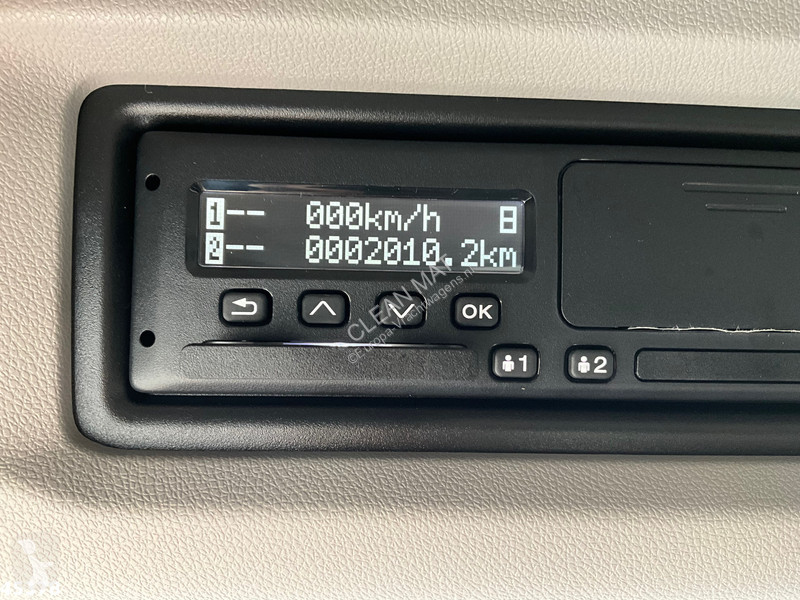 1-- 000km/h 8
2-- 0002010.2km
OK
1 2
CLEAN MAT
©Europa-Vrachtwagens.nl